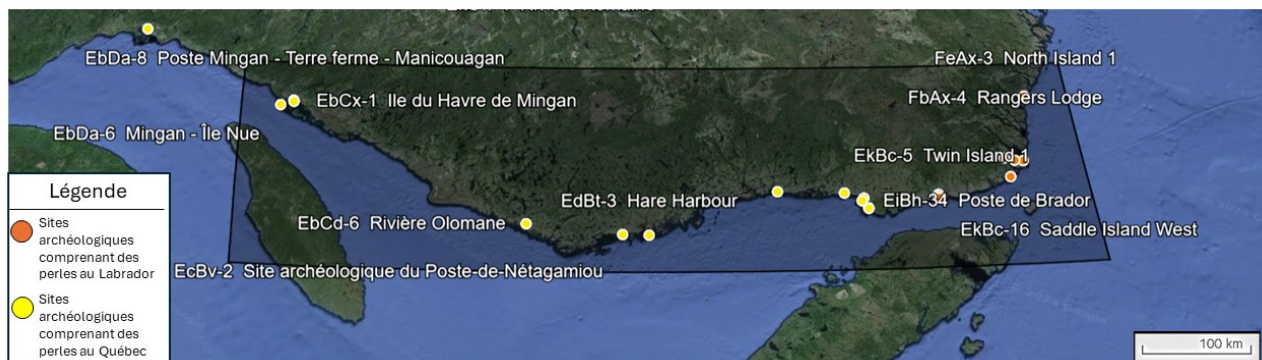 EbDa-8 Poste Mingan - Terre ferme - Manicouagan
FeAx-3 North Island 1
EbCx-1 Ile du Havre de Mingan
FbAx-4 Rangers Lodge
EbDa-6 Mingan - Île Nue
EkBc-5 Twin Island 1
Légende
Sites
archéologiques
comprenant des
perles au Labrador
Sites
archéologiques
comprenant des
perles au Québec
EdBt-3 Hare Harbour
EiBh-34 Poste de Brador
EbCd-6 Rivière Olomane
EkBc-16 Saddle Island West
EcBv-2 Site archéologique du Poste-de-Nétagamiou
100 km